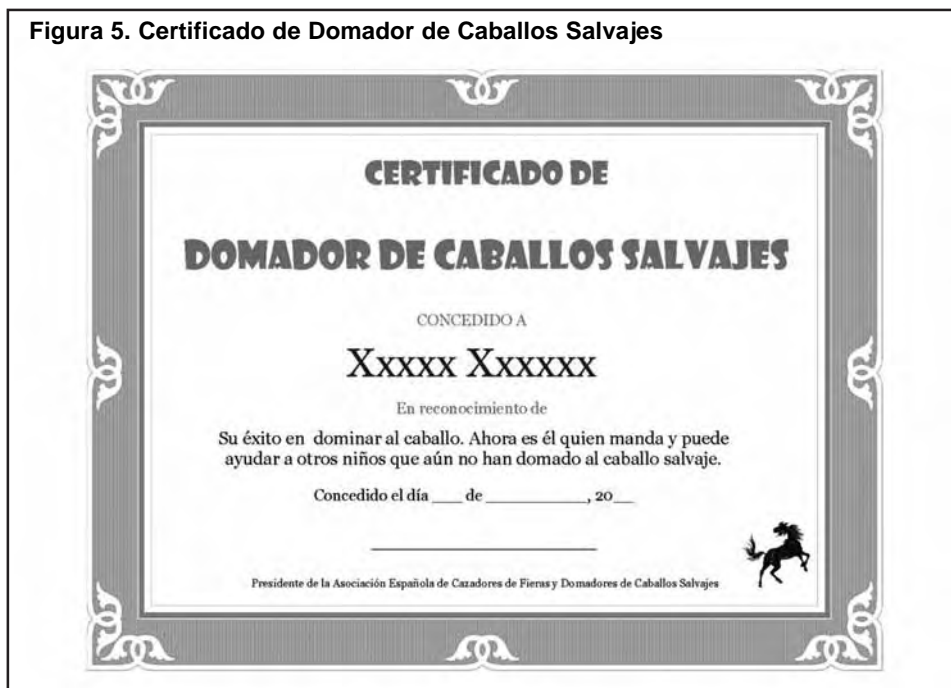 Figura 5. Certificado de Domador de Caballos Salvajes
CERTIFICADO DE
DOMADOR DE CABALLOS SALVAJES
CONCEDIDO A
Xxxxx Xxxxxx
En reconocimiento de
Su éxito en dominar al caballo. Ahora es él quien manda y puede
ayudar a otros niños que aún no han domado al caballo salvaje.
Concedido el día ___ de ___________, 20__
Presidente de la Asociación Española de Cazadores de Fieras y Domadores de Caballos Salvajes